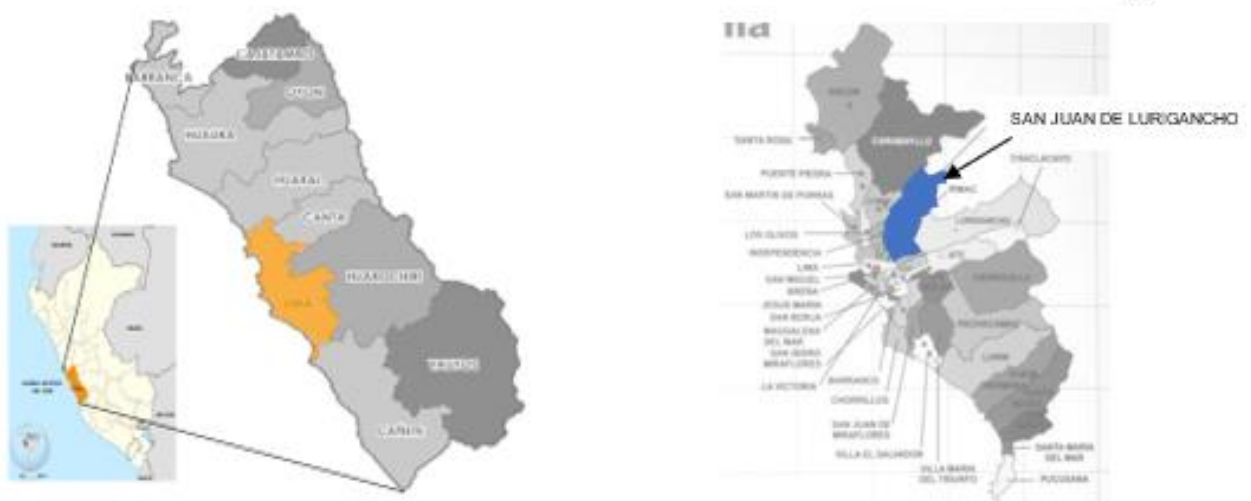 BARRANCA
CAJATAMBO
OYON
HUAURA
HUARAL
CANTA
HUAROCHIRI
LIMA
YAUYOS
CAÑETE
SAN JUAN DE LURIGANCHO
ANCON
SANTA ROSA
CARABAYLLO
CHACLACAYO
PUENTE PIEDRA
RIMAC
SAN MARTIN DE PORRAS
LURIGANCHO
LOS OLIVOS
INDEPENDENCIA
ATE
LIMA
SAN MIGUEL
CIENEGUILLA
BREÑA
JESUS MARIA
SAN BORJA
PACHACAMAC
MAGDALENA
DEL MAR
SAN ISIDRO
MIRAFLORES
LURIN
LA VICTORIA
BARRANCO
CHORRILLOS
SAN JUAN DE
MIRAFLORES
VILLA EL SALVADOR
VILLA MARIA
DEL TRIUNFO
SANTA MARIA
DEL MAR
PUCUSANA